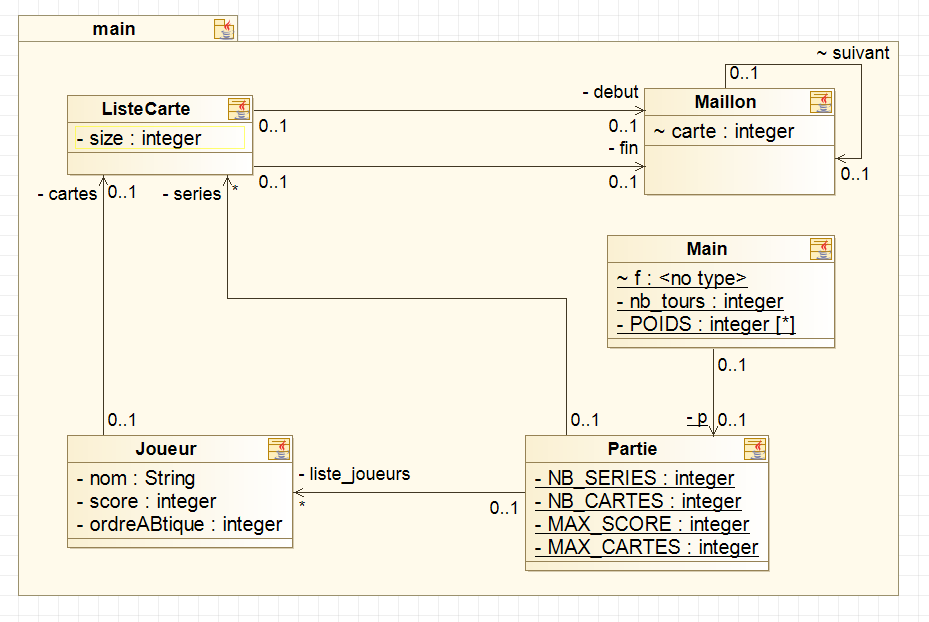 main
~ suivant
0..1
0..1
ListeCarte
- size : integer
0..1
- debut
0..1
0..1
- fin
0..1
Maillon
~ carte : integer
- cartes
0..1
- series
*
Main
~ f : <no type>
- nb_tours : integer
- POIDS : integer [*]
0..1
- p
0..1
0..1
0..1
Joueur
- nom : String
- score : integer
- ordreABtique : integer
- liste_joueurs
*
0..1
Partie
- NB_SERIES : integer
- NB_CARTES : integer
- MAX_SCORE : integer
- MAX_CARTES : integer